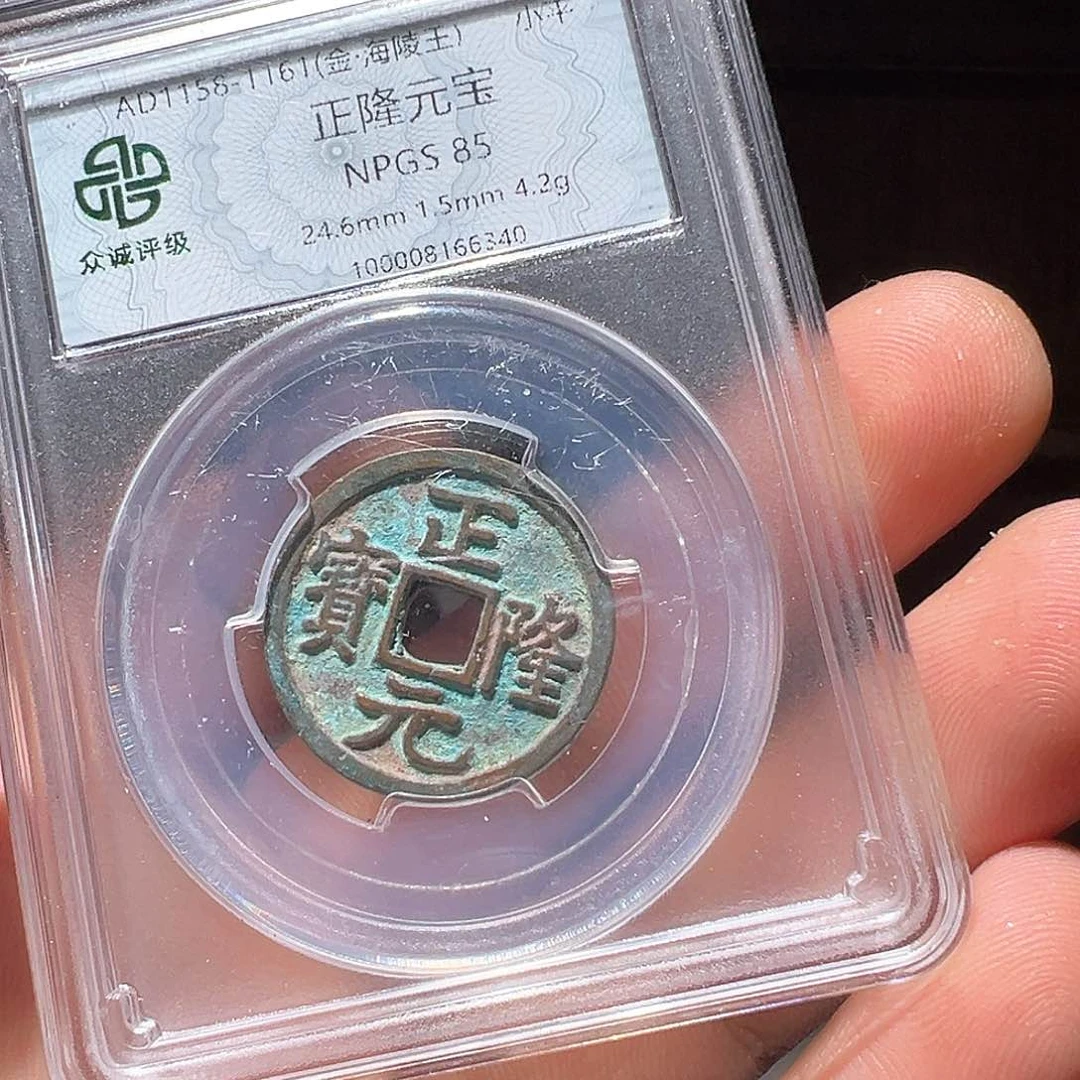 AD1158-1161(金·海陵王) 小平
正隆元宝
NPGS 85
24.6mm 1.5mm 4.2g
100008166340
众诚评级
正隆元寳